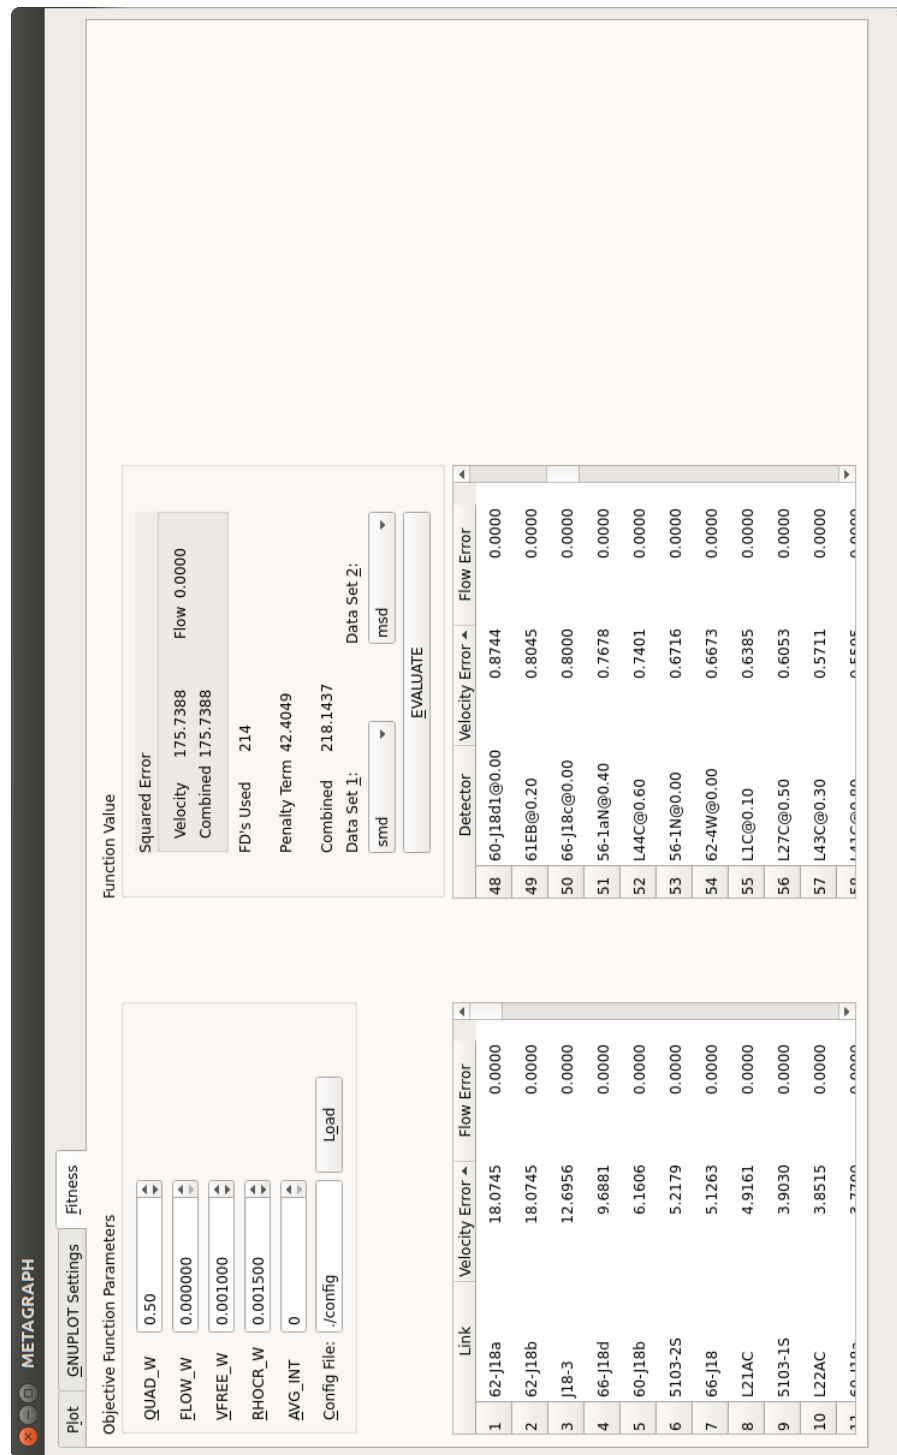 METAGRAPH
Plot GNUPLOT Settings Fitness
Objective Function Parameters
QUAD_W 0.50
FLOW_W 0.000000
VFREE_W 0.001000
RHOCR_W 0.001500
AVG_INT 0
Config File: ./config Load
Function Value
Squared Error
Velocity 175.7388 Flow 0.0000
Combined 175.7388
FD's Used 214
Penalty Term 42.4049
Combined 218.1437
Data Set 1: Data Set 2:
smd msd
EVALUATE
Link Velocity Error Flow Error
1 62-J18a 18.0745 0.0000
2 62-J18b 18.0745 0.0000
3 J18-3 12.6956 0.0000
4 66-J18d 9.6881 0.0000
5 60-J18b 6.1606 0.0000
6 5103-2S 5.2179 0.0000
7 66-J18 5.1263 0.0000
8 L21AC 4.9161 0.0000
9 5103-1S 3.9030 0.0000
10 L22AC 3.8515 0.0000
11 0.0000
Detector Velocity Error Flow Error
48 60-J18d1@0.00 0.8744 0.0000
49 61EB@0.20 0.8045 0.0000
50 66-J18c@0.00 0.8000 0.0000
51 56-1aN@0.40 0.7678 0.0000
52 L44C@0.60 0.7401 0.0000
53 56-1N@0.00 0.6716 0.0000
54 62-4W@0.00 0.6673 0.0000
55 L1C@0.10 0.6385 0.0000
56 L27C@0.50 0.6053 0.0000
57 L43C@0.30 0.5711 0.0000
58 0.0000